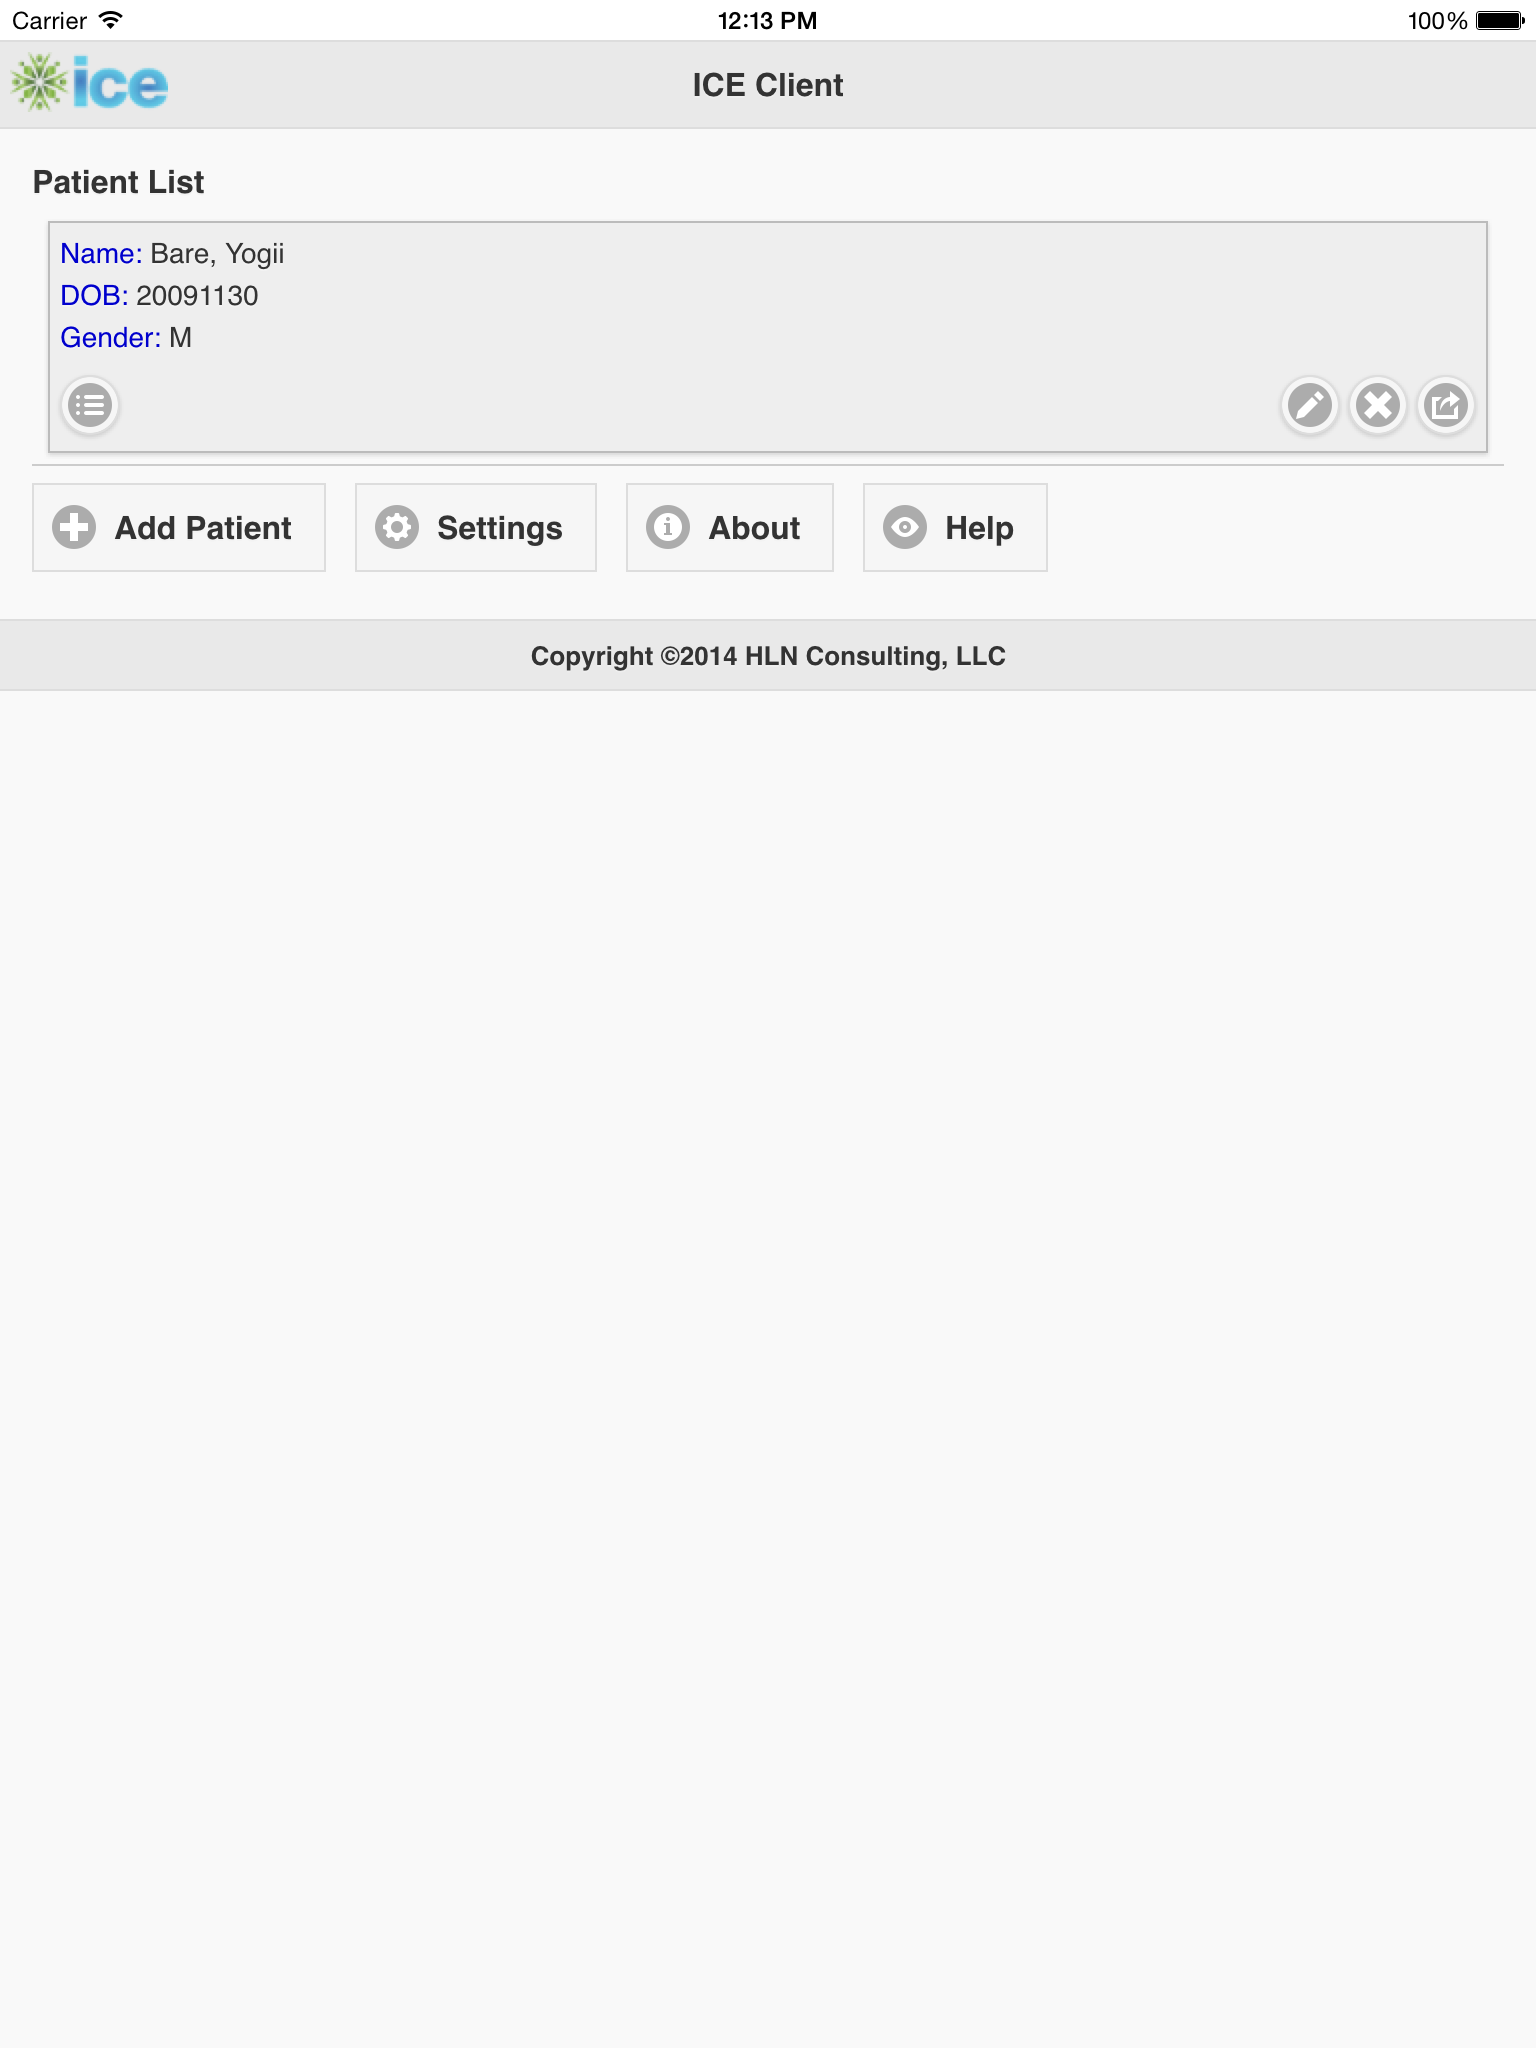 Carrier 12:13 PM 100%
ice ICE Client
Patient List
Name: Bare, Yogii
DOB: 20091130
Gender: M
Add Patient Settings About Help
Copyright ©2014 HLN Consulting, LLC